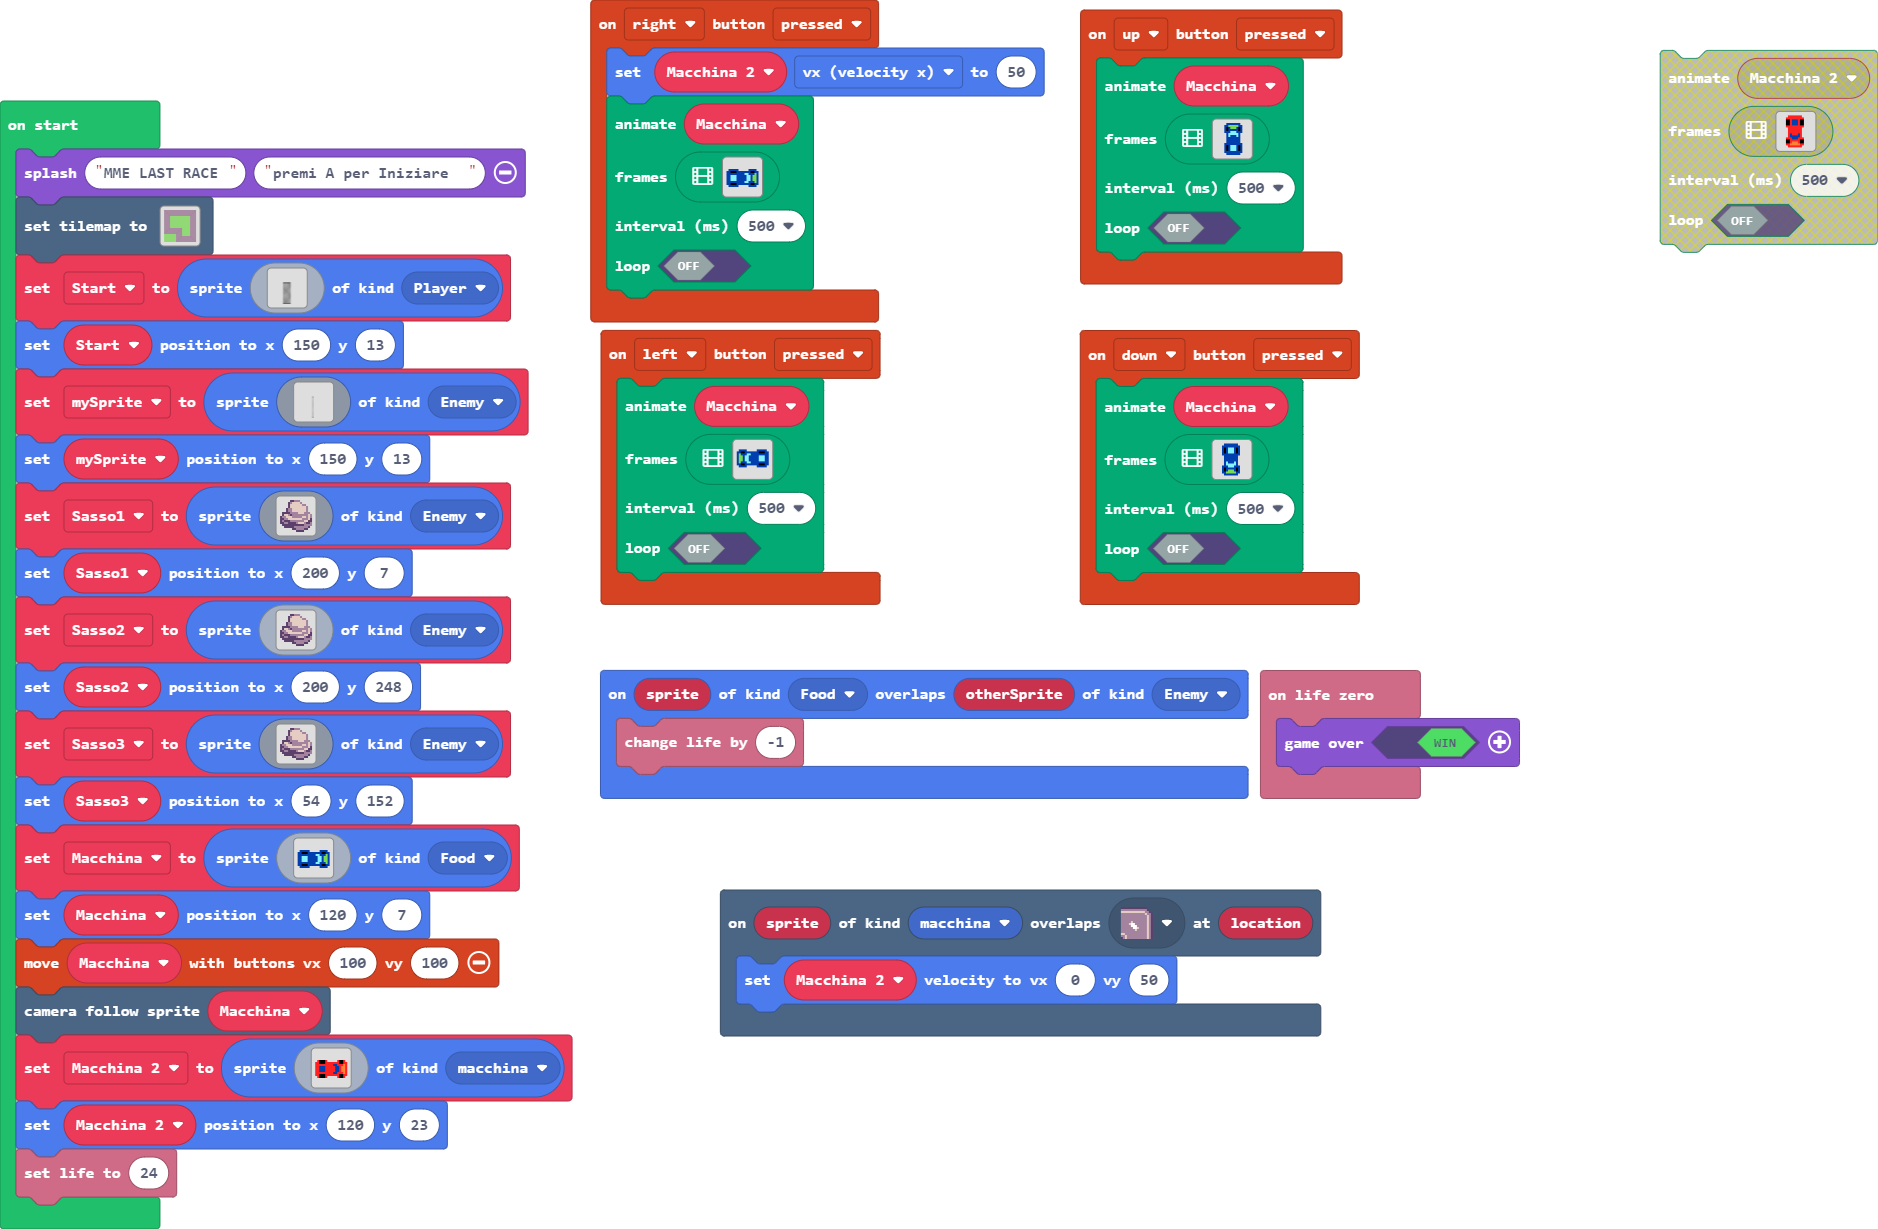 on start
splash "MME LAST RACE " "premi A per Iniziare "
set tilemap to
set Start to sprite of kind Player
set Start position to x 150 y 13
set mySprite to sprite of kind Enemy
set mySprite position to x 150 y 13
set Sasso1 to sprite of kind Enemy
set Sasso1 position to x 200 y 7
set Sasso2 to sprite of kind Enemy
set Sasso2 position to x 200 y 248
set Sasso3 to sprite of kind Enemy
set Sasso3 position to x 54 y 152
set Macchina to sprite of kind Food
set Macchina position to x 120 y 7
move Macchina with buttons vx 100 vy 100
camera follow sprite Macchina
set Macchina 2 to sprite of kind macchina
set Macchina 2 position to x 120 y 23
set life to 24
on right button pressed
set Macchina 2 vx (velocity x) to 50
animate Macchina
frames
interval (ms) 500
loop OFF
on left button pressed
animate Macchina
frames
interval (ms) 500
loop OFF
on up button pressed
animate Macchina
frames
interval (ms) 500
loop OFF
on down button pressed
animate Macchina
frames
interval (ms) 500
loop OFF
on sprite of kind Food overlaps otherSprite of kind Enemy
change life by -1
on life zero
game over WIN
on sprite of kind macchina overlaps at location
set Macchina 2 velocity to vx 0 vy 50
animate Macchina 2
frames
interval (ms) 500
loop OFF